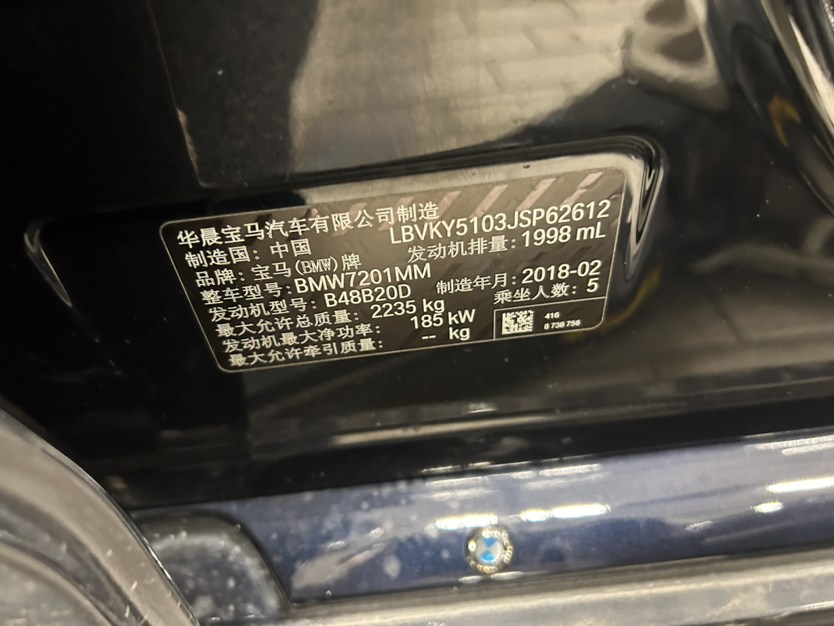 华晨宝马汽车有限公司制造
制造国：中国 LBVKY5103JSP62612
品牌：宝马(BMW)牌 发动机排量：1998 mL
整车型号：BMW7201MM 制造年月：2018-02
发动机型号：B48B20D 乘坐人数：5
最大允许总质量：2235 kg
发动机最大净功率：185 kW
最大允许牵引质量：-- kg
416
8 738 756